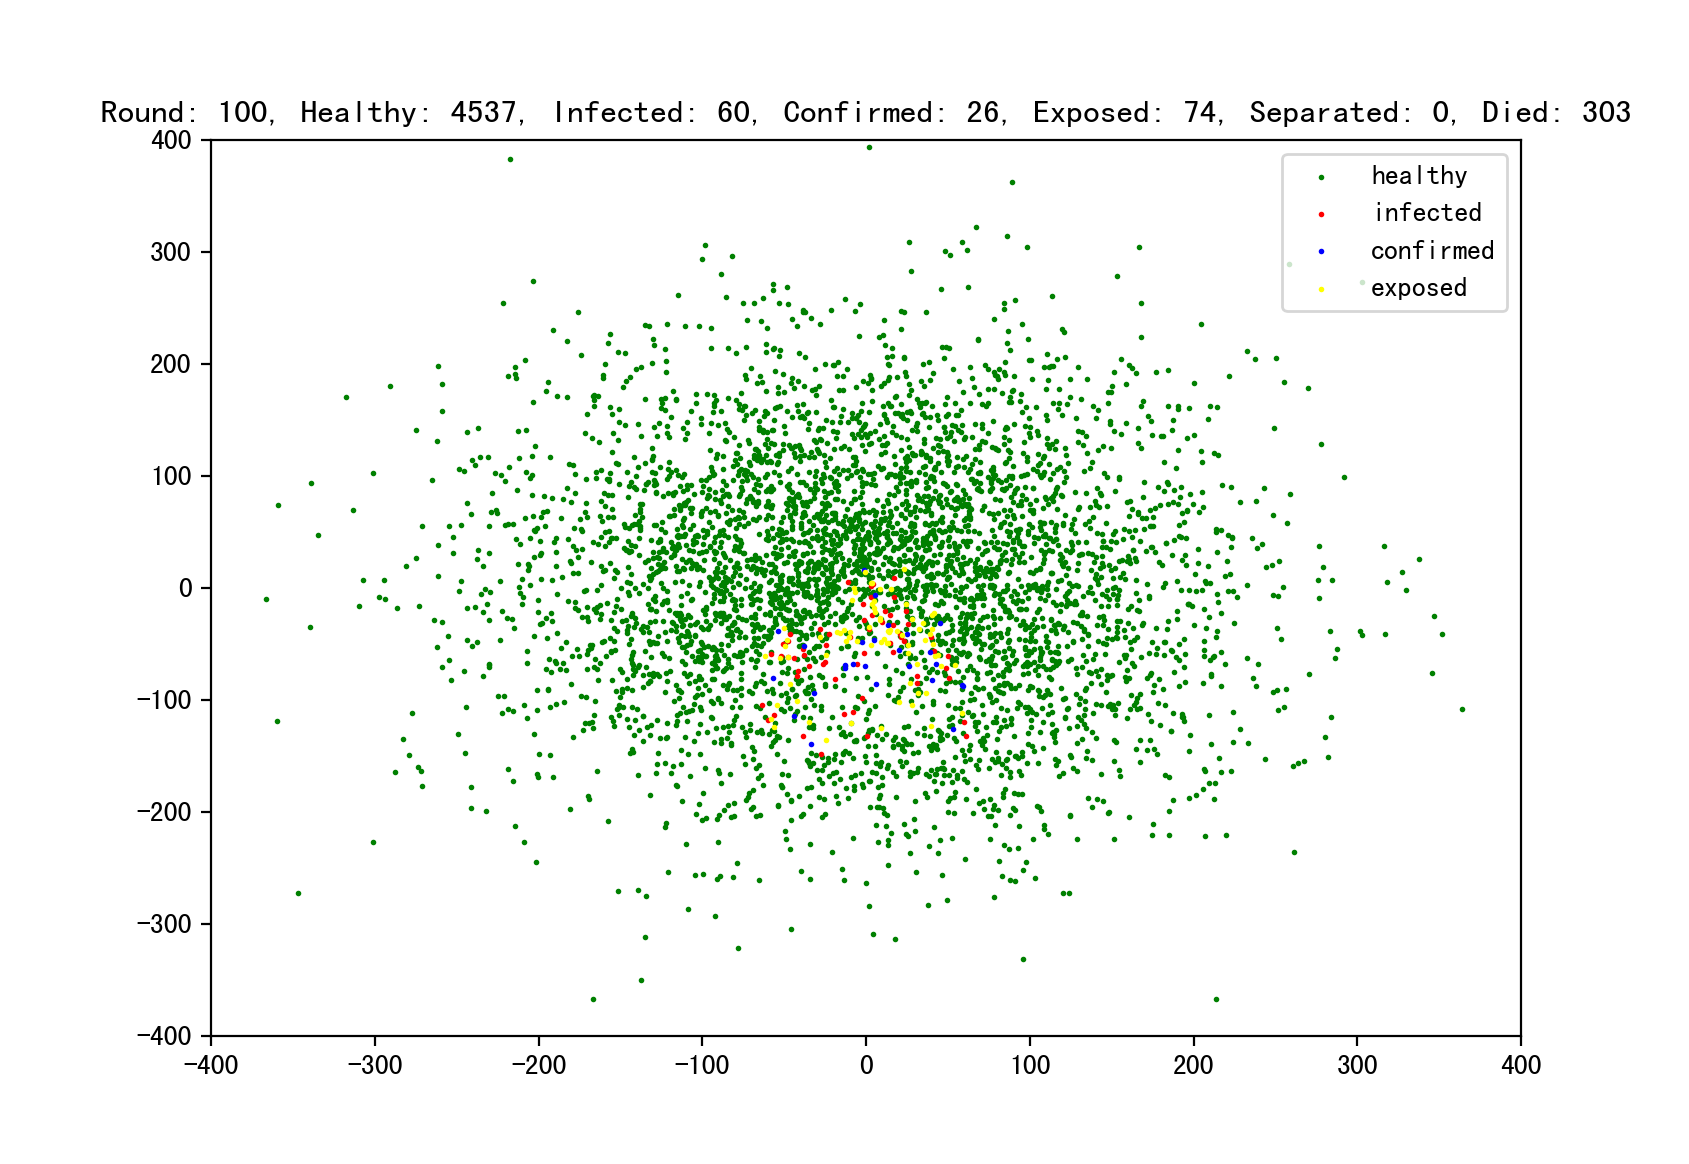 Round: 100, Healthy: 4537, Infected: 60, Confirmed: 26, Exposed: 74, Separated: 0, Died: 303
400
300
200
100
0
−100
−200
−300
−400
healthy
infected
confirmed
exposed
−400 −300 −200 −100 0 100 200 300 400